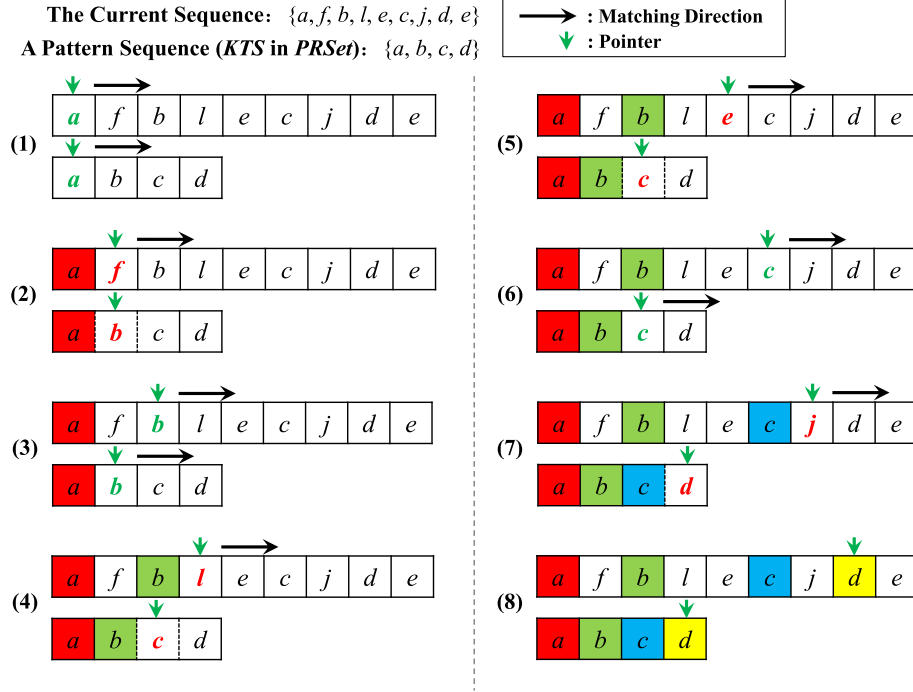 The Current Sequence: {a, f, b, l, e, c, j, d, e}
A Pattern Sequence (KTS in PRSet): {a, b, c, d}
: Matching Direction
: Pointer
(1)
a f b l e c j d e
a b c d
(2)
a f b l e c j d e
a b c d
(3)
a f b l e c j d e
a b c d
(4)
a f b l e c j d e
a b c d
(5)
a f b l e c j d e
a b c d
(6)
a f b l e c j d e
a b c d
(7)
a f b l e c j d e
a b c d
(8)
a f b l e c j d e
a b c d